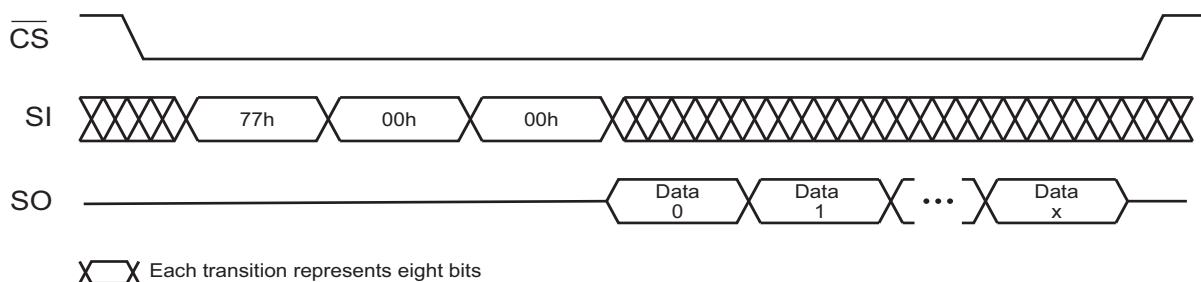 CS
SI
77h
00h
00h
SO
Data
0
Data
1
•••
Data
x
Each transition represents eight bits